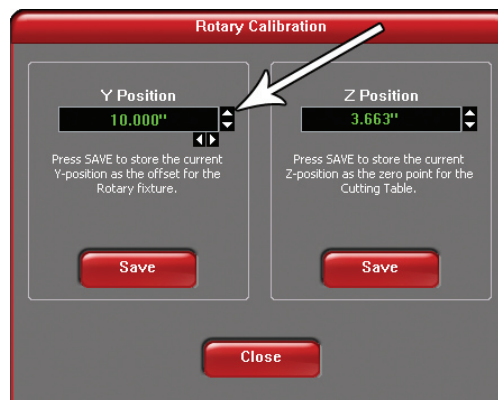 Rotary Calibration
Y Position
10.000"
Press SAVE to store the current
Y-position as the offset for the
Rotary fixture.
Save
Z Position
3.663"
Press SAVE to store the current
Z-position as the zero point for the
Cutting Table.
Save
Close